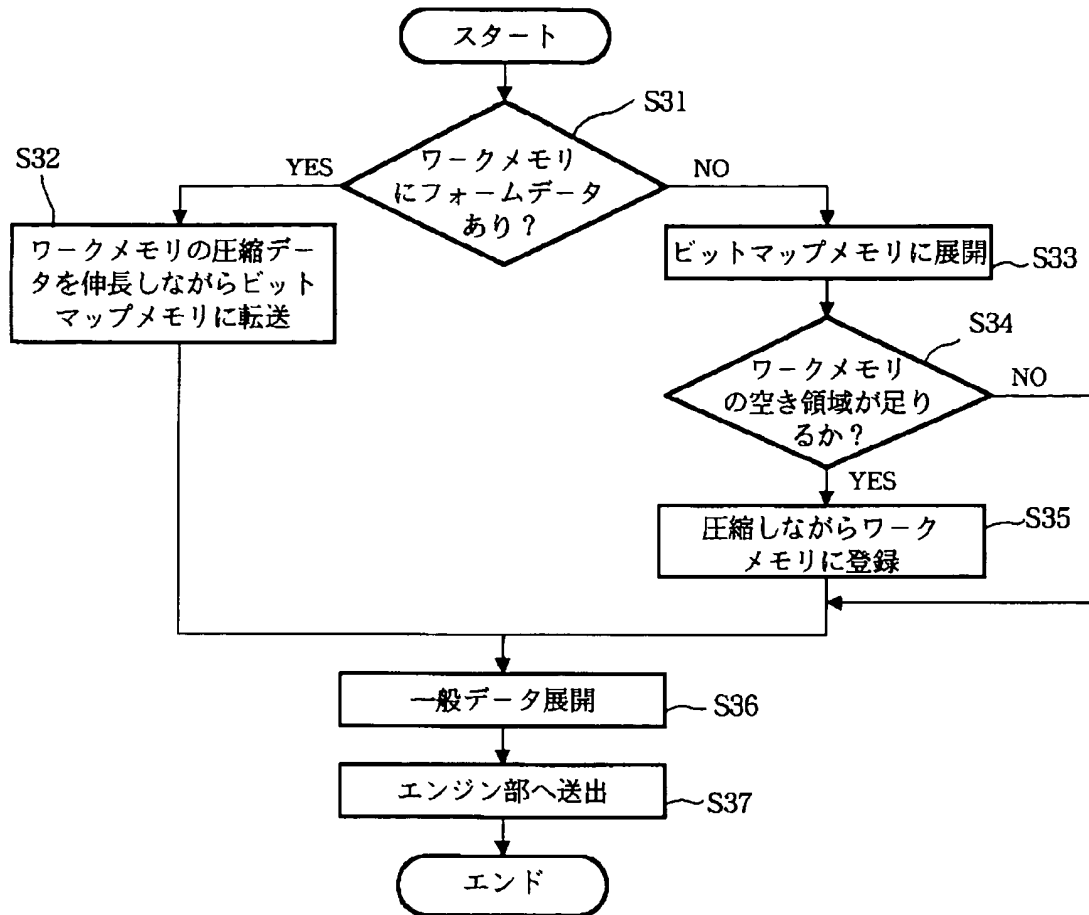 スタート
S31
ワークメモリ
にフォームデータ
あり？
YES
NO
S32
ワークメモリの圧縮デー
タを伸長しながらビット
マップメモリに転送
ビットマップメモリに展開
S33
S34
ワークメモリ
の空き領域が足り
るか？
NO
YES
圧縮しながらワーク
メモリに登録
S35
一般データ展開
S36
エンジン部へ送出
S37
エンド